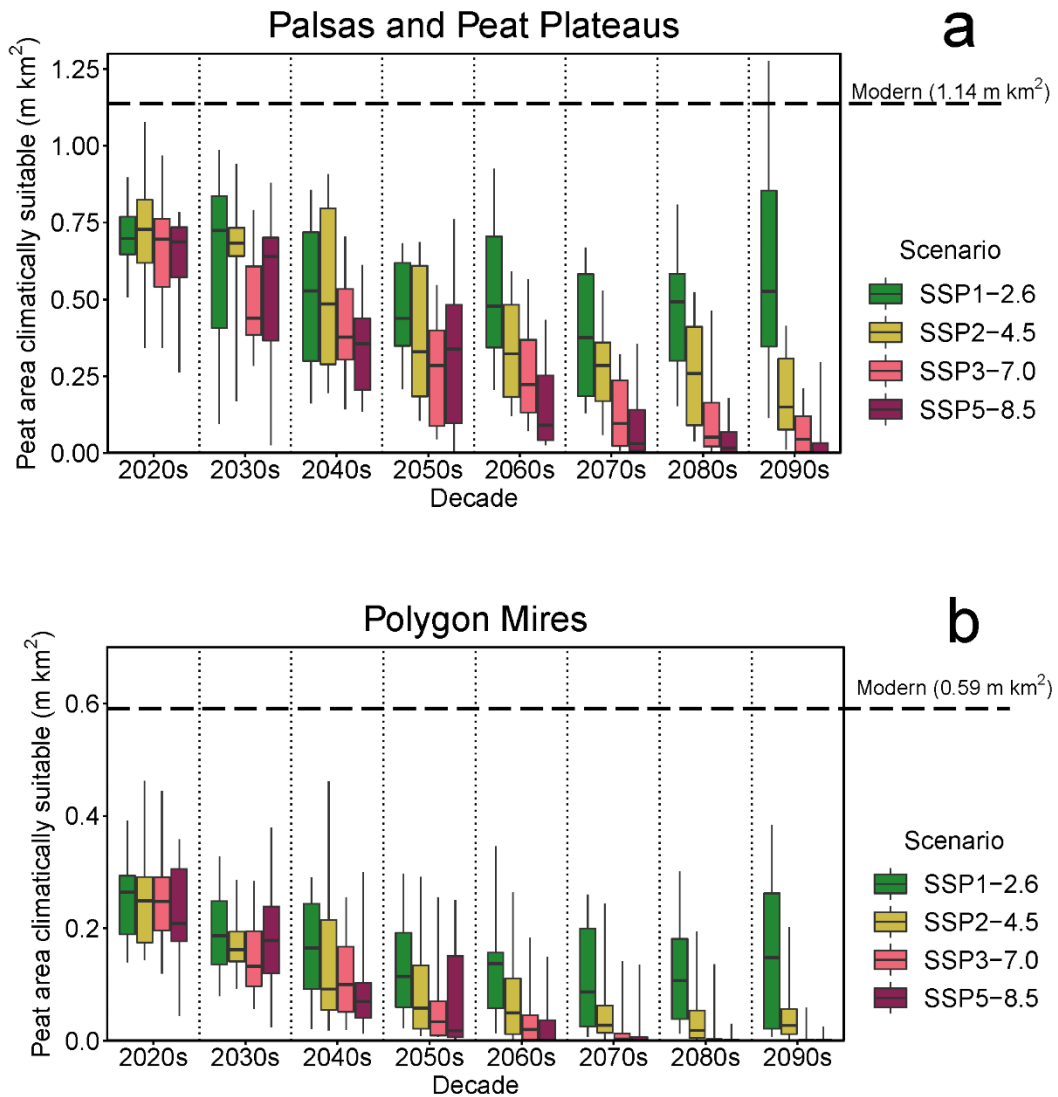 Palsas and Peat Plateaus
a
Peat area climatically suitable (m km²)
1.25
1.00
0.75
0.50
0.25
0.00
Modern (1.14 m km²)
2020s 2030s 2040s 2050s 2060s 2070s 2080s 2090s
Decade
Scenario
SSP1−2.6
SSP2−4.5
SSP3−7.0
SSP5−8.5
Polygon Mires
b
Peat area climatically suitable (m km²)
0.6
0.4
0.2
0.0
Modern (0.59 m km²)
2020s 2030s 2040s 2050s 2060s 2070s 2080s 2090s
Decade
Scenario
SSP1−2.6
SSP2−4.5
SSP3−7.0
SSP5−8.5